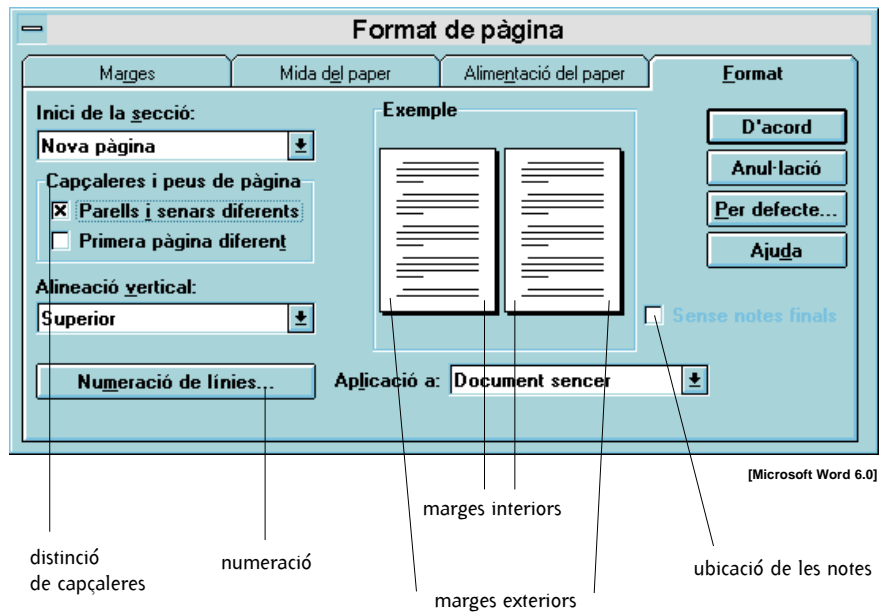 Format de pàgina
Marges
Mida del paper
Alimentació del paper
Format
Inici de la secció:
Nova pàgina
Capçaleres i peus de pàgina
Parells i senars diferents
Primera pàgina diferent
Alineació vertical:
Superior
Numeració de línies...
Exemple
Aplicació a: Document sencer
D'acord
Anul·lació
Per defecte...
Ajuda
Sense notes finals
[Microsoft Word 6.0]
marges interiors
distinció
de capçaleres
numeració
marges exteriors
ubicació de les notes